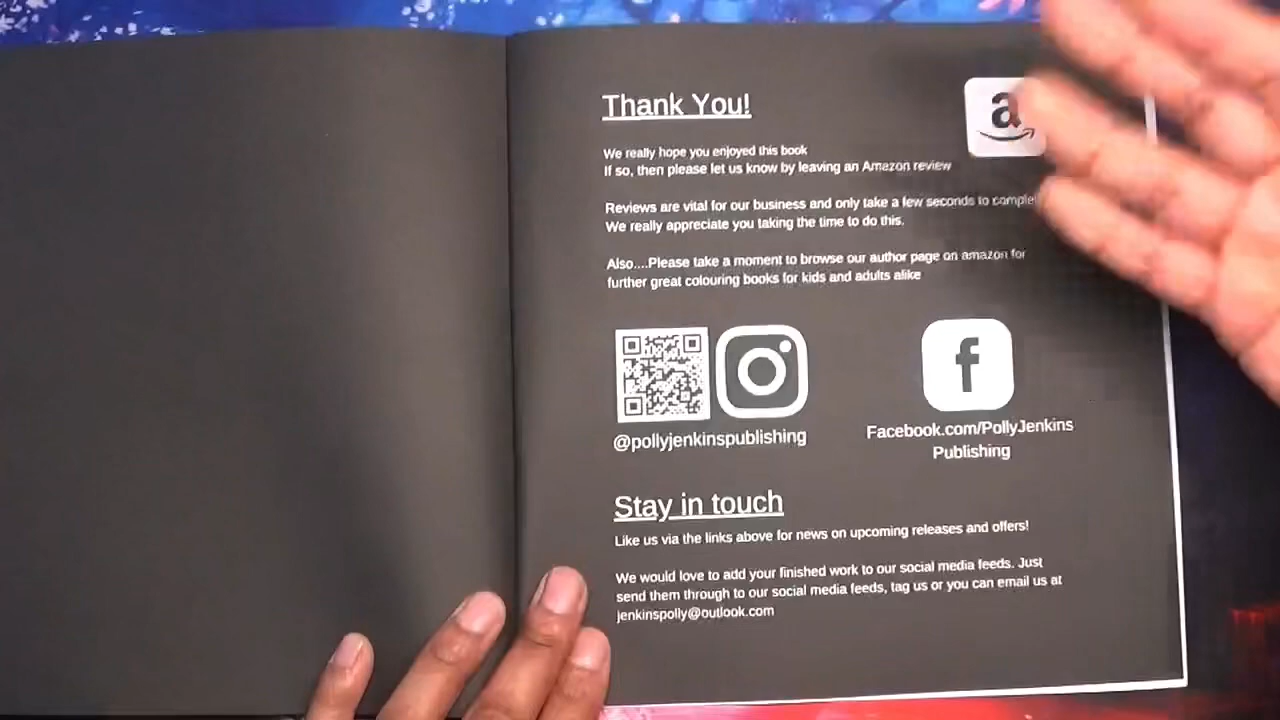 Thank You!
We really hope you enjoyed this book
If so, then please let us know by leaving an Amazon review
Reviews are vital for our business and only take a few seconds to
We really appreciate you taking the time to do this.
Also....Please take a moment to browse our author page on amazon for
further great colouring books for kids and adults alike
@pollyjenkinspublishing
Facebook.com/PollyJenkins
Publishing
Stay in touch
Like us via the links above for news on upcoming releases and offers!
We would love to add your finished work to our social media feeds. Just
send them through to our social media feeds, tag us or you can email us at
jenkinspolly@outlook.com